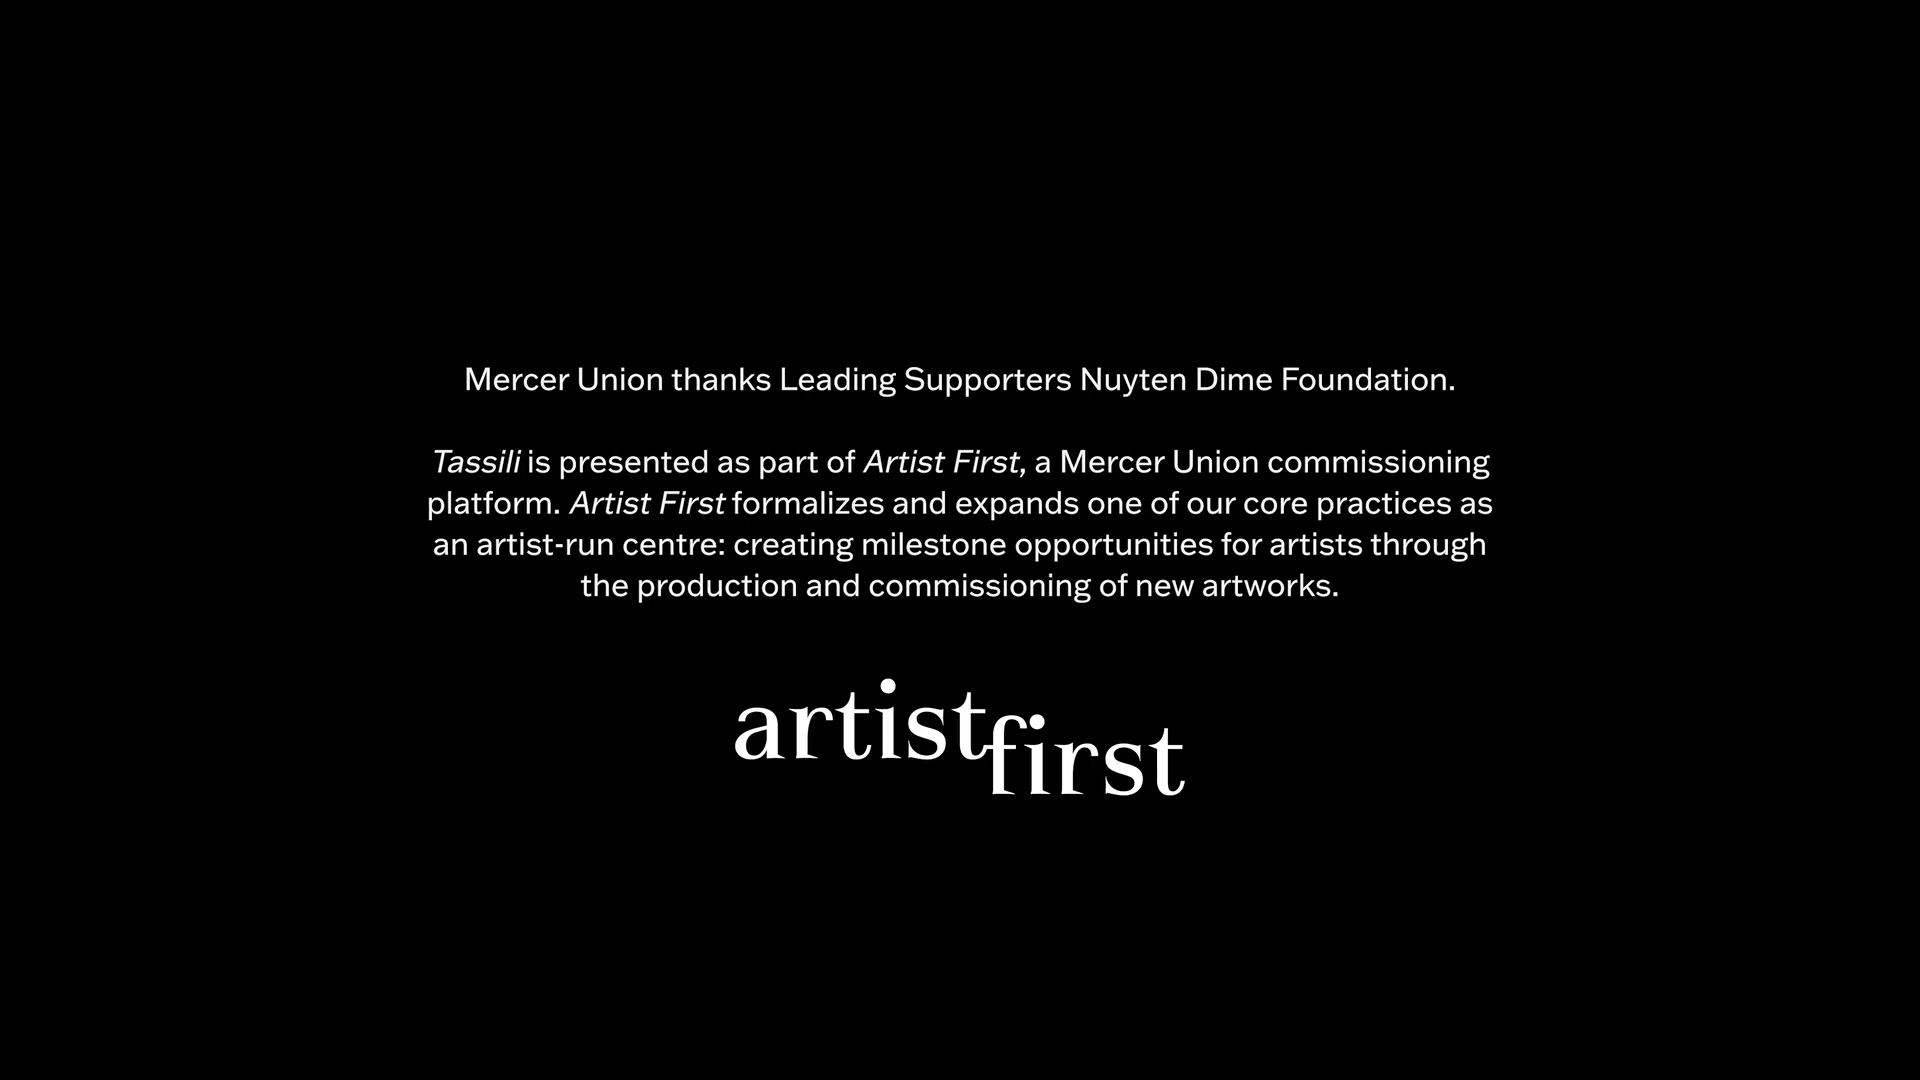 Mercer Union thanks Leading Supporters Nuyten Dime Foundation.
Tassili is presented as part of Artist First, a Mercer Union commissioning
platform. Artist First formalizes and expands one of our core practices as
an artist-run centre: creating milestone opportunities for artists through
the production and commissioning of new artworks.
artist
first